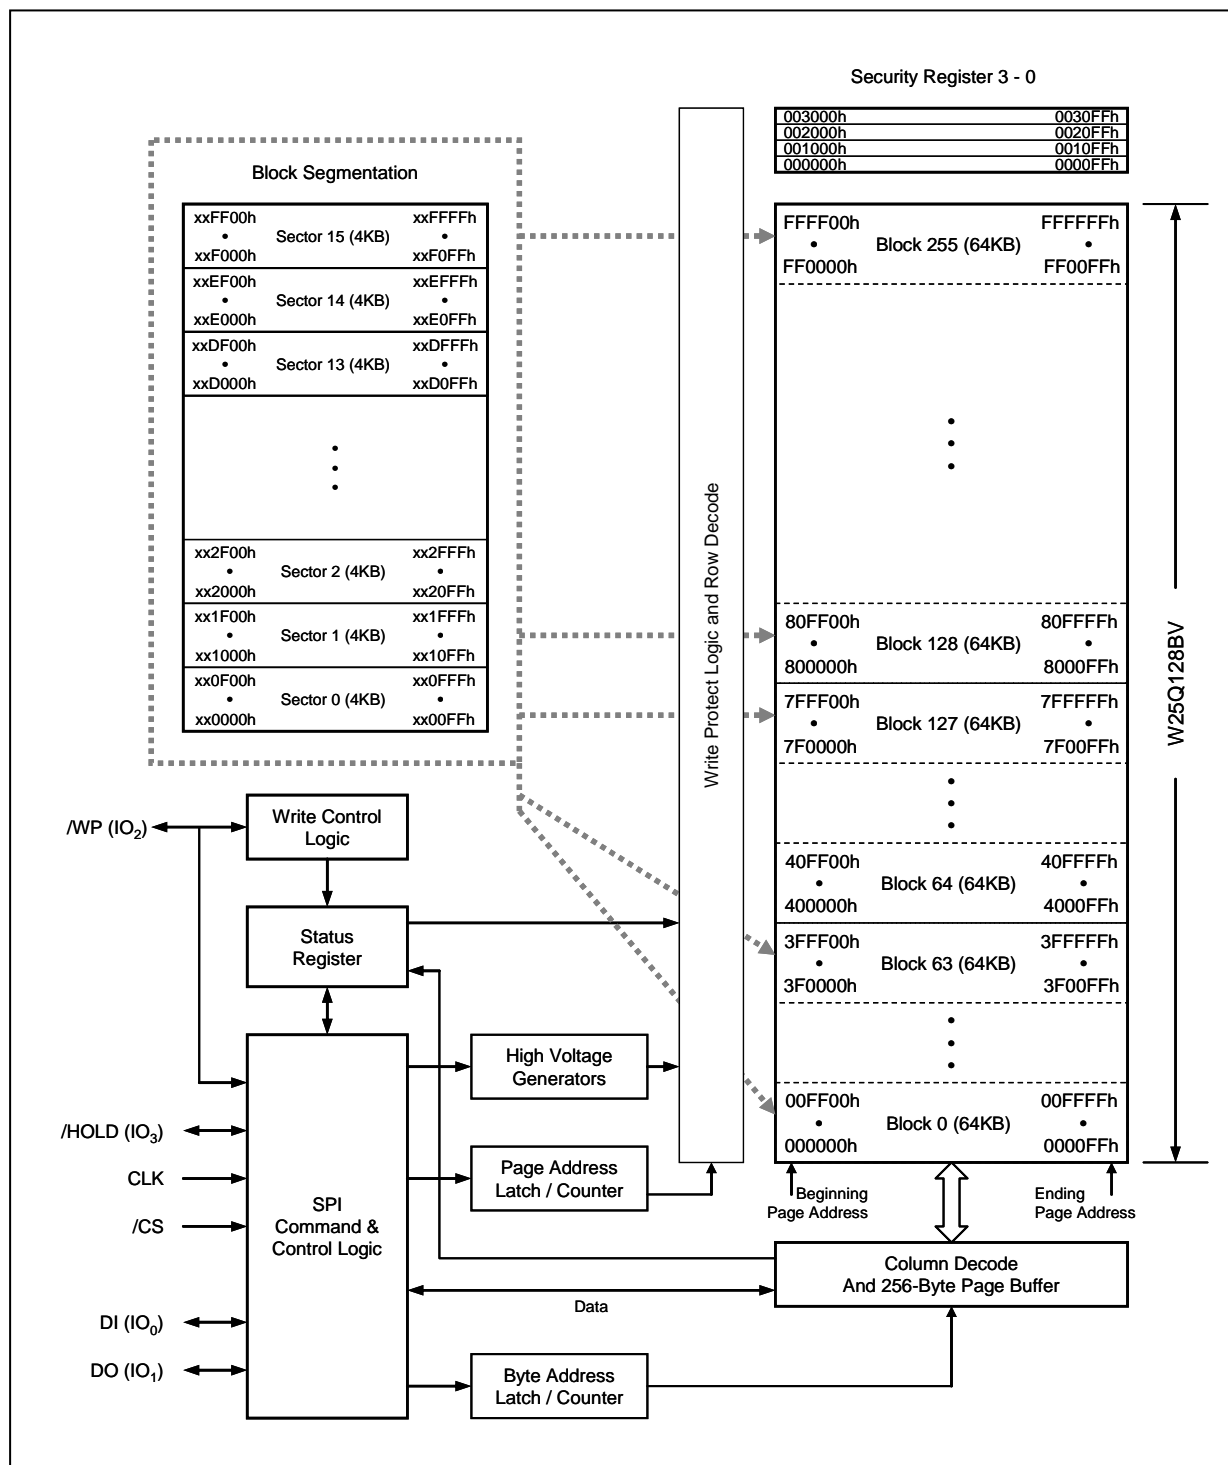 Security Register 3 - 0
003000h 0030FFh
002000h 0020FFh
001000h 0010FFh
000000h 0000FFh
Block Segmentation
xxFF00h xxFFFFh
Sector 15 (4KB)
xxF000h xxF0FFh
xxEF00h xxEFFFh
Sector 14 (4KB)
xxE000h xxE0FFh
xxDF00h xxDFFFh
Sector 13 (4KB)
xxD000h xxD0FFh
xx2F00h xx2FFFh
Sector 2 (4KB)
xx2000h xx20FFh
xx1F00h xx1FFFh
Sector 1 (4KB)
xx1000h xx10FFh
xx0F00h xx0FFFh
Sector 0 (4KB)
xx0000h xx00FFh
Write Protect Logic and Row Decode
FFFF00h FFFFFFh
Block 255 (64KB)
FF0000h FF00FFh
80FF00h 80FFFFh
Block 128 (64KB)
800000h 8000FFh
7FFF00h 7FFFFFh
Block 127 (64KB)
7F0000h 7F00FFh
40FF00h 40FFFFh
Block 64 (64KB)
400000h 4000FFh
3FFF00h 3FFFFFh
Block 63 (64KB)
3F0000h 3F00FFh
00FF00h 00FFFFh
Block 0 (64KB)
000000h 0000FFh
W25Q128BV
Beginning
Page Address
Ending
Page Address
/WP (IO2)
Write Control
Logic
Status
Register
High Voltage
Generators
/HOLD (IO3)
CLK
/CS
DI (IO0)
DO (IO1)
SPI
Command &
Control Logic
Page Address
Latch / Counter
Column Decode
And 256-Byte Page Buffer
Data
Byte Address
Latch / Counter